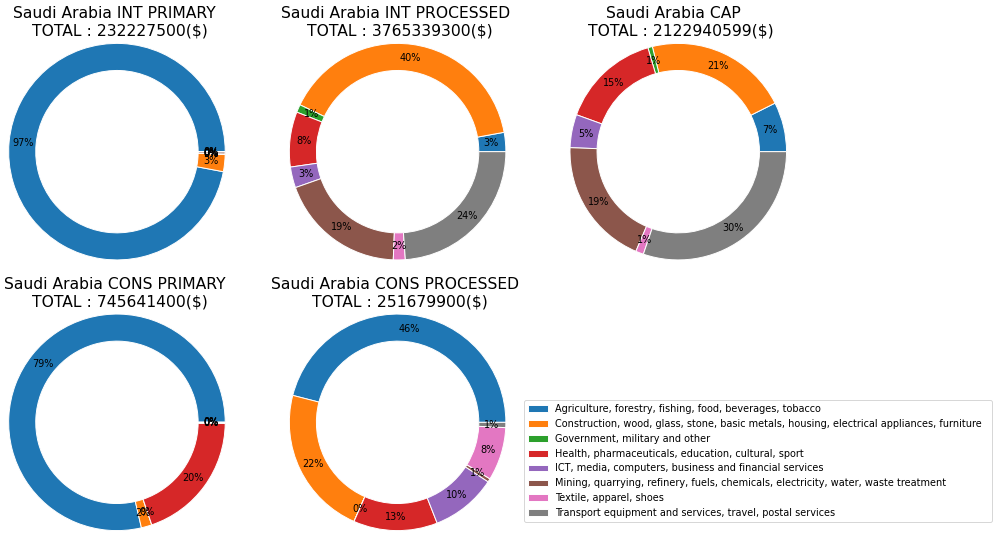 Saudi Arabia INT PRIMARY
TOTAL : 232227500($)
97%
3%
0%
Saudi Arabia INT PROCESSED
TOTAL : 3765339300($)
3%
40%
1%
8%
3%
19%
2%
24%
Saudi Arabia CAP
TOTAL : 2122940599($)
7%
21%
1%
15%
5%
19%
1%
30%
Saudi Arabia CONS PRIMARY
TOTAL : 745641400($)
79%
2%
0%
20%
0%
Saudi Arabia CONS PROCESSED
TOTAL : 251679900($)
46%
22%
0%
13%
10%
1%
8%
1%
Agriculture, forestry, fishing, food, beverages, tobacco
Construction, wood, glass, stone, basic metals, housing, electrical appliances, furniture
Government, military and other
Health, pharmaceuticals, education, cultural, sport
ICT, media, computers, business and financial services
Mining, quarrying, refinery, fuels, chemicals, electricity, water, waste treatment
Textile, apparel, shoes
Transport equipment and services, travel, postal services